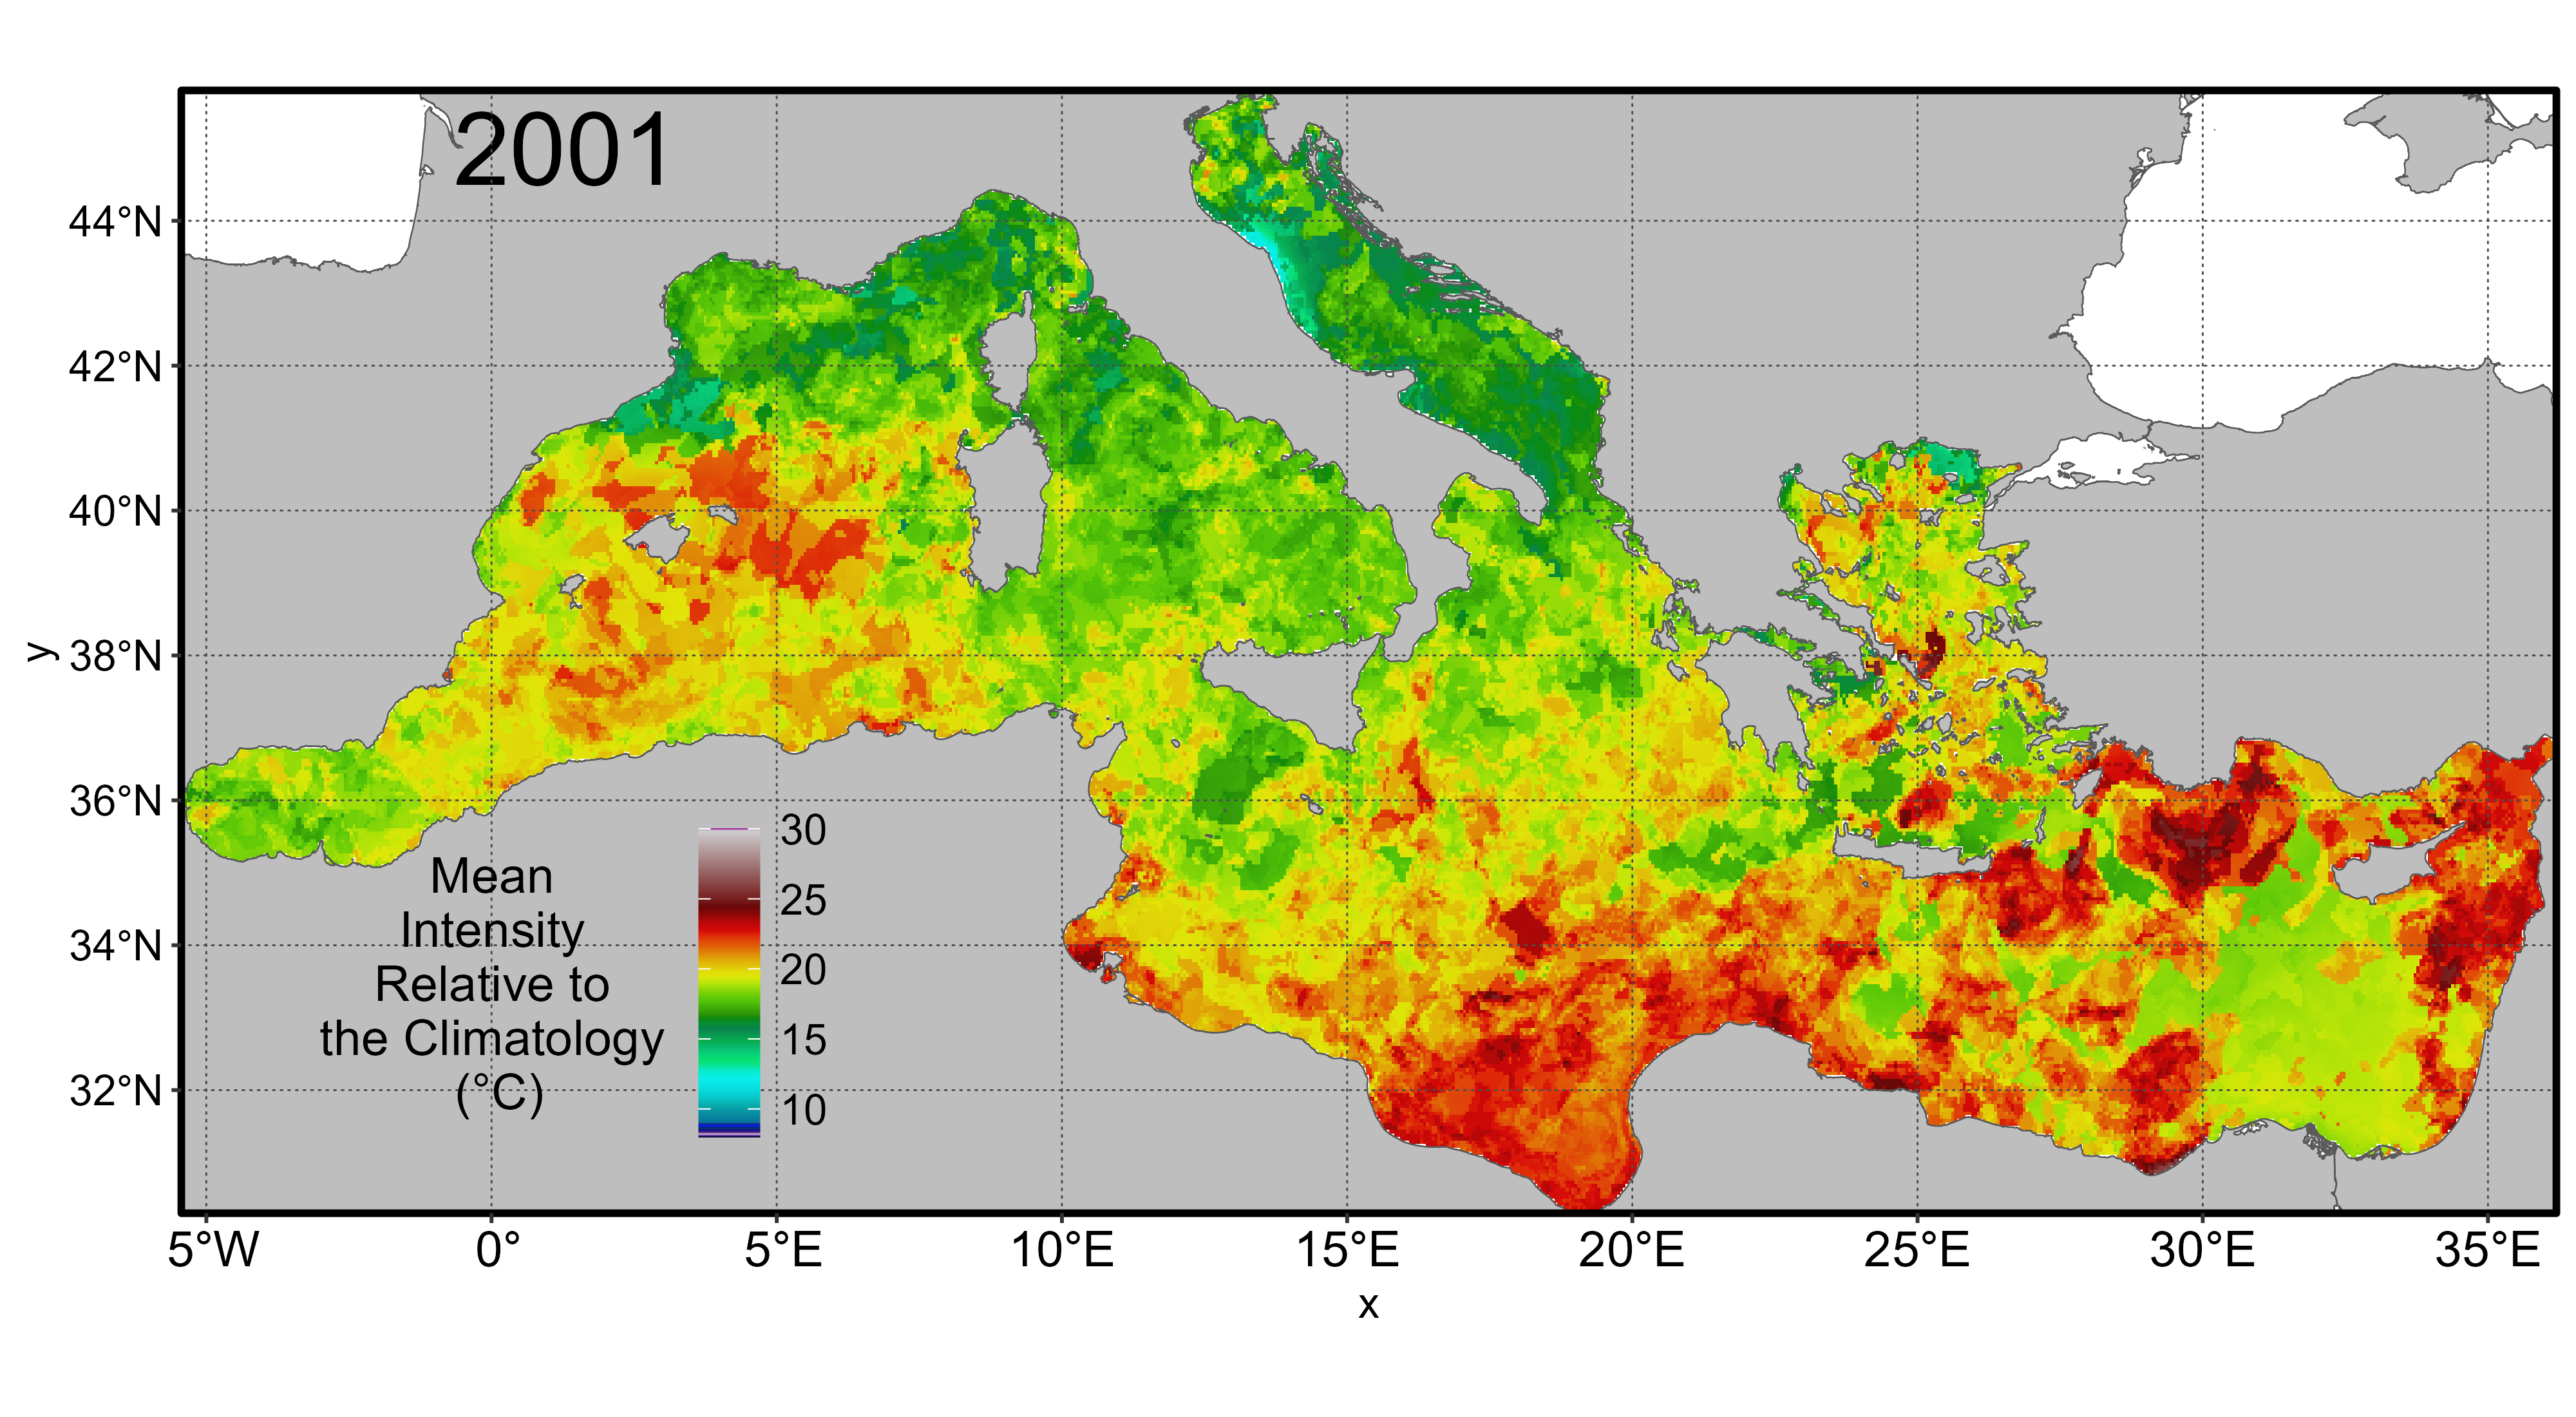 2001
44°N
42°N
40°N
38°N
36°N
34°N
32°N
y
Mean
Intensity
Relative to
the Climatology
(°C)
30
25
20
15
10
5°W 0° 5°E 10°E 15°E 20°E 25°E 30°E 35°E
x